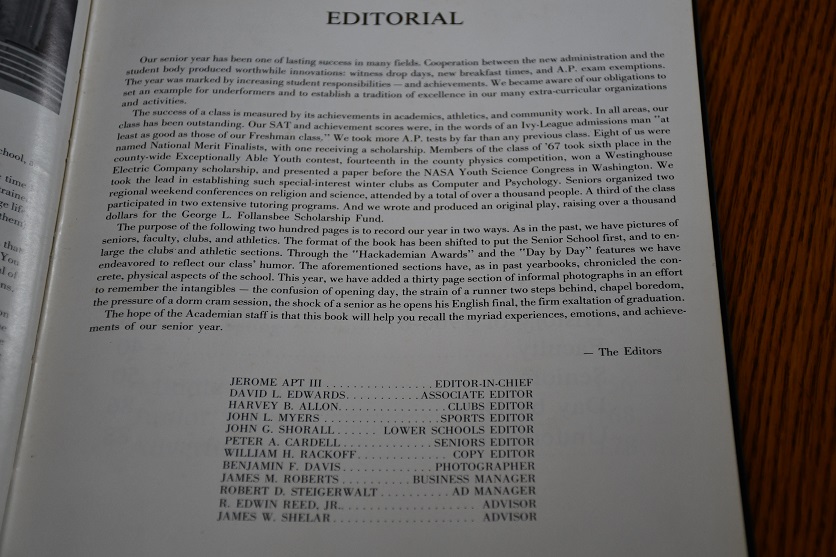 EDITORIAL
Our senior year has been one of lasting success in many fields. Cooperation between the new administration and the
student body produced worthwhile innovations: witness drop days, new breakfast times, and A.P. exam exemptions.
The year was marked by increasing student responsibilities — and achievements. We became aware of our obligations to
set an example for underformers and to establish a tradition of excellence in our many extra-curricular organizations
and activities.
The success of a class is measured by its achievements in academics, athletics, and community work. In all areas, our
class has been outstanding. Our SAT and achievement scores were, in the words of an Ivy-League admissions man "at
least as good as those of our Freshman class." We took more A.P. tests by far than any previous class. Eight of us were
named National Merit Finalists, with one receiving a scholarship. Members of the class of '67 took sixth place in the
county-wide Exceptionally Able Youth contest, fourteenth in the county physics competition, won a Westinghouse
Electric Company scholarship, and presented a paper before the NASA Youth Science Congress in Washington. We
took the lead in establishing such special-interest winter clubs as Computer and Psychology. Seniors organized two
regional weekend conferences on religion and science, attended by a total of over a thousand people. A third of the class
participated in two extensive tutoring programs. And we wrote and produced an original play, raising over a thousand
dollars for the George L. Follansbee Scholarship Fund.
The purpose of the following two hundred pages is to record our year in two ways. As in the past, we have pictures of
seniors, faculty, clubs, and athletics. The format of the book has been shifted to put the Senior School first, and to en-
large the clubs and athletic sections. Through the "Hackademian Awards" and the "Day by Day" features we have
endeavored to reflect our class' humor. The aforementioned sections have, as in past yearbooks, chronicled the con-
crete, physical aspects of the school. This year, we have added a thirty page section of informal photographs in an effort
to remember the intangibles — the confusion of opening day, the strain of a runner two steps behind, chapel boredom,
the pressure of a dorm cram session, the shock of a senior as he opens his English final, the firm exaltation of graduation.
The hope of the Academian staff is that this book will help you recall the myriad experiences, emotions, and achieve-
ments of our senior year.
— The Editors
JEROME APT III . . . . . . . . . . . . . . . . EDITOR-IN-CHIEF
DAVID L. EDWARDS. . . . . . . . . . . ASSOCIATE EDITOR
HARVEY B. ALLON. . . . . . . . . . . . . . . . CLUBS EDITOR
JOHN L. MYERS . . . . . . . . . . . . . . . . . SPORTS EDITOR
JOHN G. SHORALL . . . . . . LOWER SCHOOLS EDITOR
PETER A. CARDELL . . . . . . . . . . . . . SENIORS EDITOR
WILLIAM H. RACKOFF. . . . . . . . . . . . . COPY EDITOR
BENJAMIN F. DAVIS . . . . . . . . . . . . . PHOTOGRAPHER
JAMES M. ROBERTS . . . . . . . . . . BUSINESS MANAGER
ROBERT D. STEIGERWALT . . . . . . . . . . AD MANAGER
R. EDWIN REED, JR. . . . . . . . . . . . . . . . . . . . ADVISOR
JAMES W. SHELAR . . . . . . . . . . . . . . . . . . . . . ADVISOR